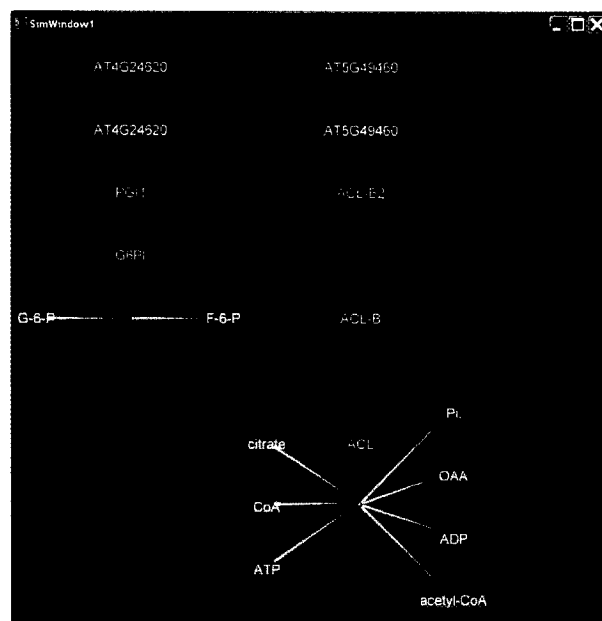 SimWindow1
AT4G24620 AT5G49460
AT4G24620 AT5G49460
PGI1 ACL-B2
G6PI
G-6-P F-6-P ACL-B
Pi.
citrate ACL
OAA
CoA
ADP
ATP
acetyl-CoA